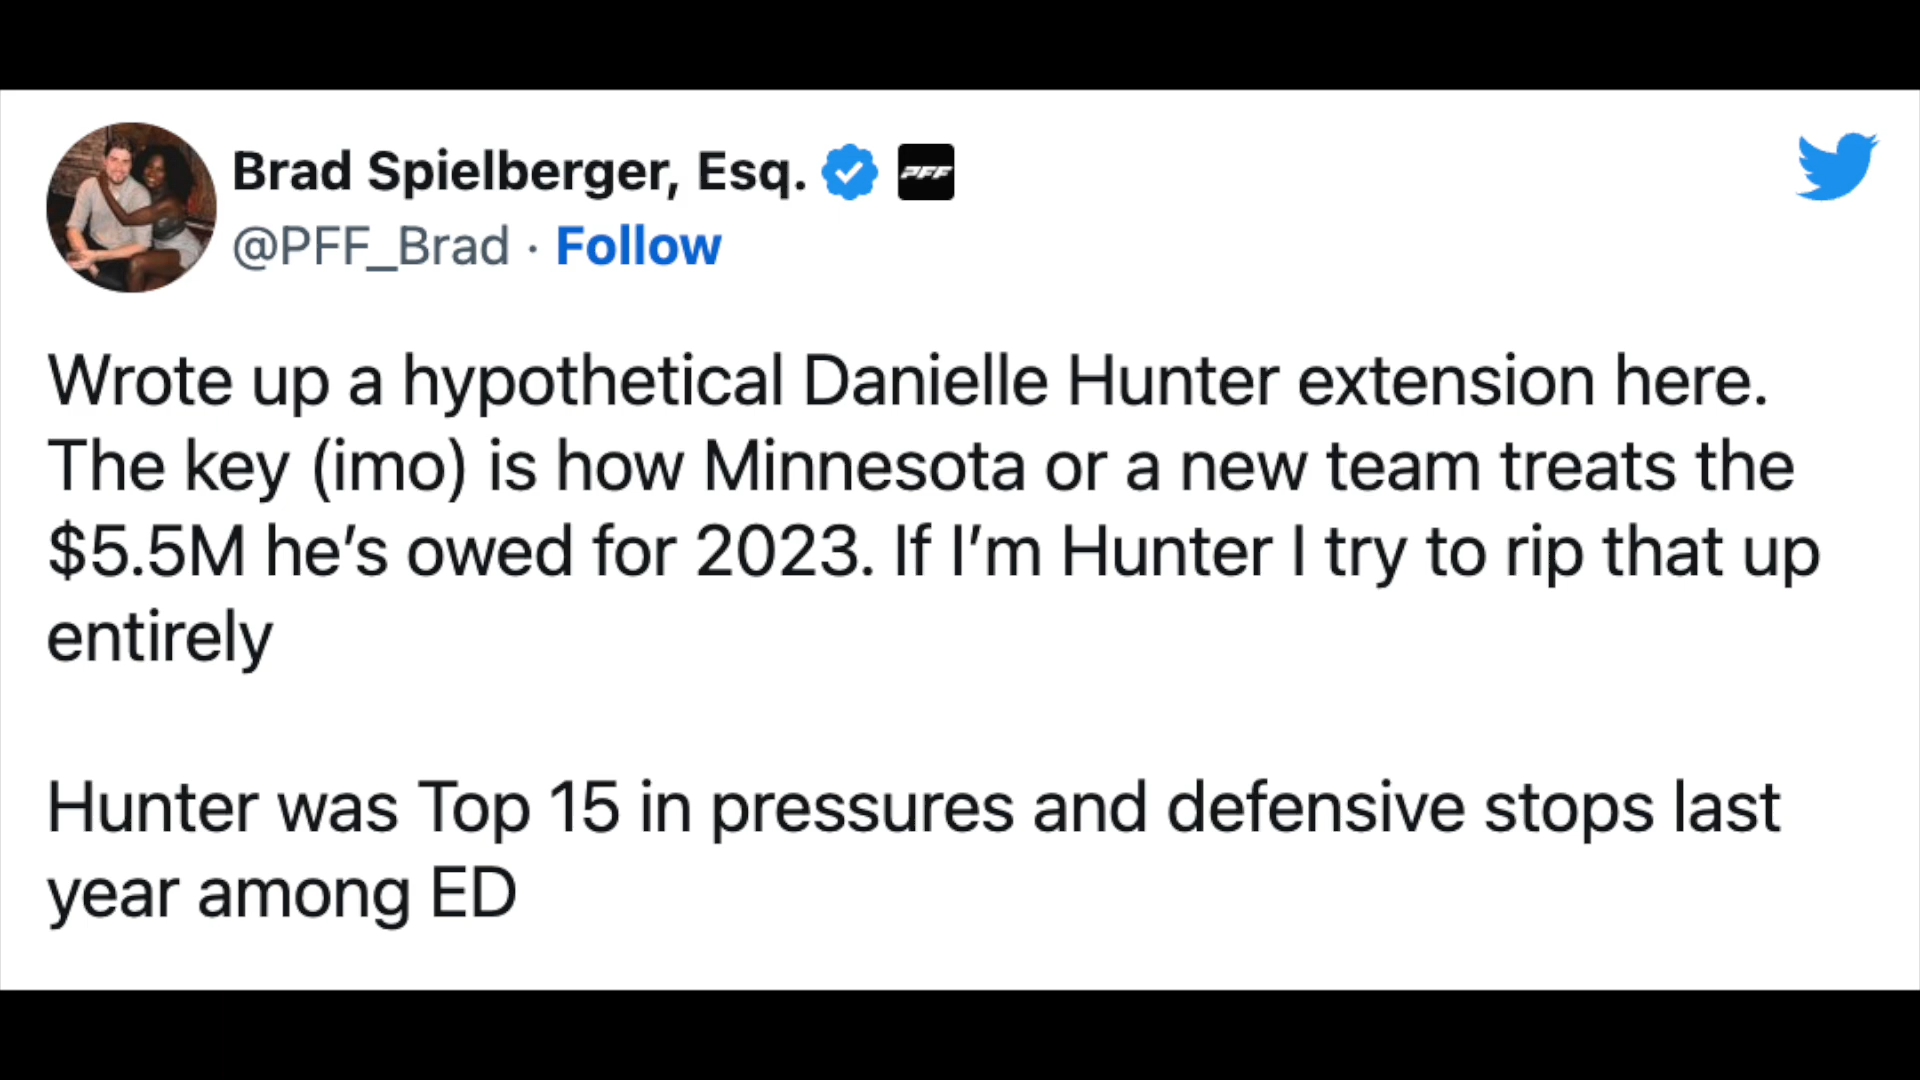 Brad Spielberger, Esq. PFF
@PFF_Brad · Follow
Wrote up a hypothetical Danielle Hunter extension here.
The key (imo) is how Minnesota or a new team treats the
$5.5M he’s owed for 2023. If I’m Hunter I try to rip that up
entirely
Hunter was Top 15 in pressures and defensive stops last
year among ED